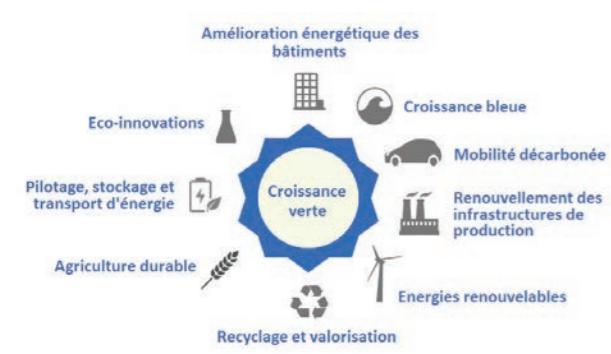 Amélioration énergétique des
bâtiments
Croissance bleue
Eco-innovations
Mobilité décarbonée
Pilotage, stockage et
transport d'énergie
Croissance
verte
Renouvellement des
infrastructures de
production
Agriculture durable
Energies renouvelables
Recyclage et valorisation